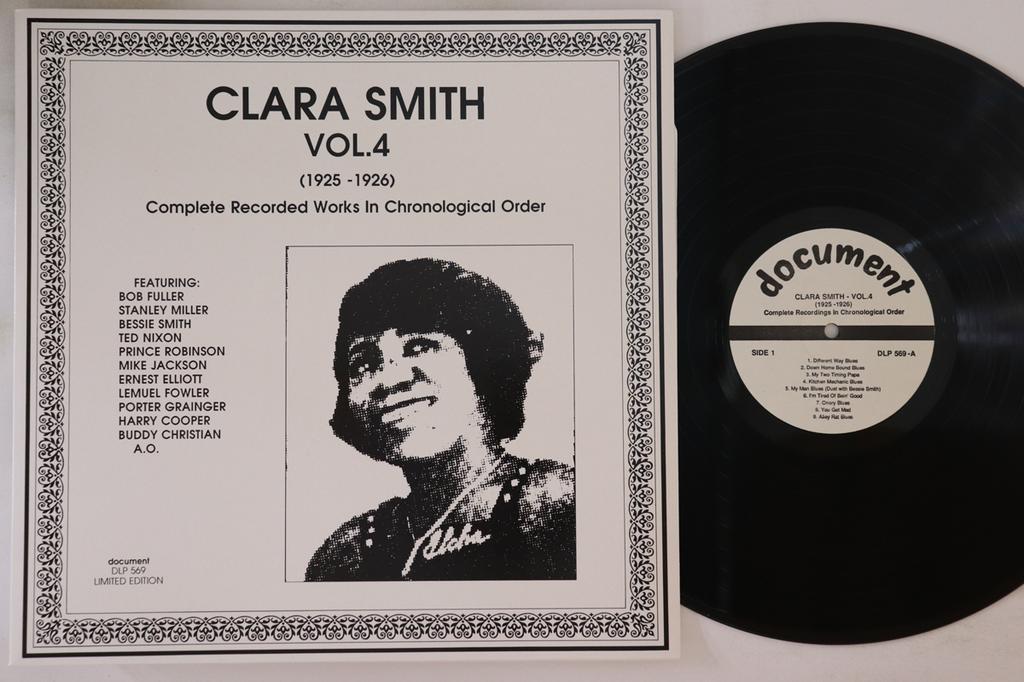 CLARA SMITH
VOL.4
(1925 -1926)
Complete Recorded Works In Chronological Order
FEATURING:
BOB FULLER
STANLEY MILLER
BESSIE SMITH
TED NIXON
PRINCE ROBINSON
MIKE JACKSON
ERNEST ELLIOTT
LEMUEL FOWLER
PORTER GRAINGER
HARRY COOPER
BUDDY CHRISTIAN
A.O.
Aloha
document
DLP 569
LIMITED EDITION
document
CLARA SMITH - VOL.4
(1925 -1926)
Complete Recordings In Chronological Order
SIDE 1
DLP 569 -A
1. Different Way Blues
2. Down Home Bound Blues
3. My Two Timing Papa
4. Kitchen Mechanic Blues
5. My Man Blues (Duet with Bessie Smith)
6. I'm Tired Of Bein' Good
7. Onery Blues
8. You Get Mad
9. Alley Rat Blues